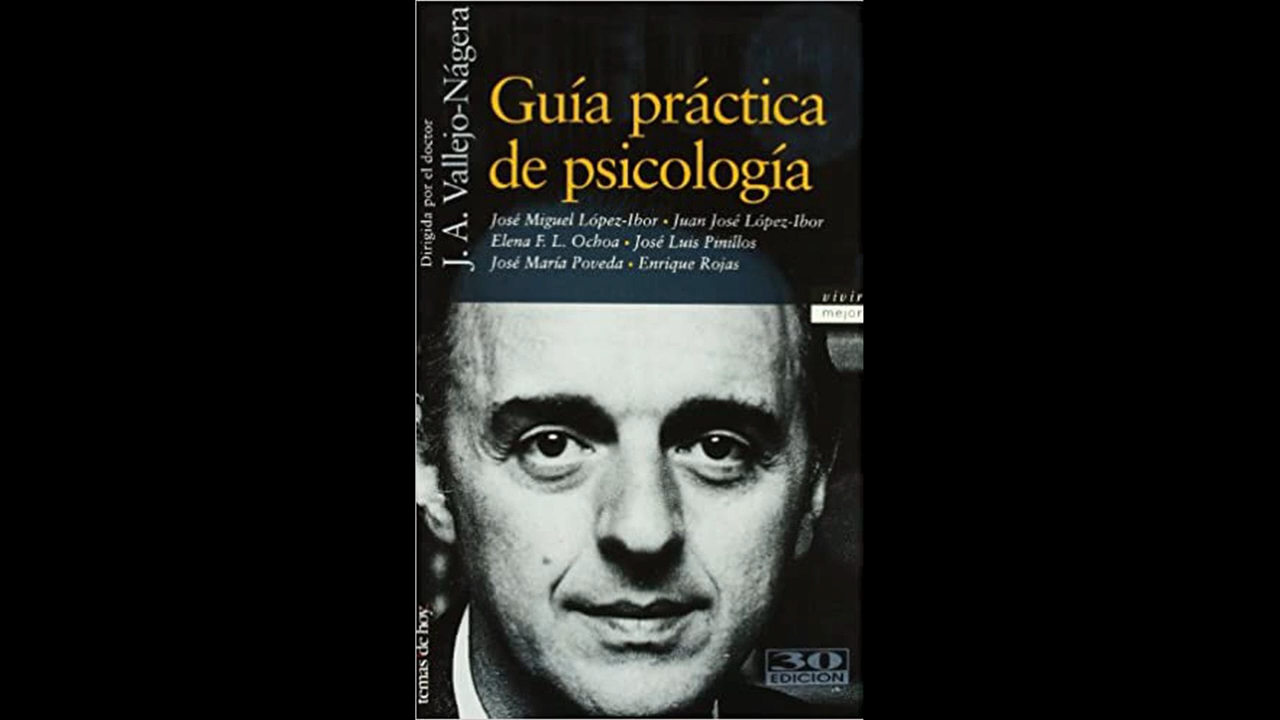 Dirigida por el doctor
J. A. Vallejo-Nágera
Guía práctica
de psicología
José Miguel López-Ibor • Juan José López-Ibor
Elena F. L. Ochoa • José Luis Pinillos
José María Poveda • Enrique Rojas
vivir
mejor
temas de hoy
30
EDICION